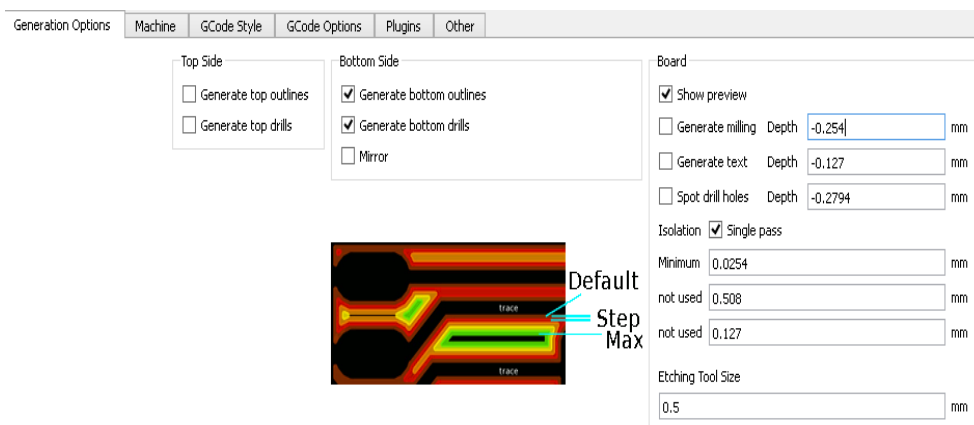 Generation Options Machine GCode Style GCode Options Plugins Other
Top Side
Generate top outlines
Generate top drills
Bottom Side
Generate bottom outlines
Generate bottom drills
Mirror
trace
trace
Default
Step
Max
Board
Show preview
Generate milling Depth -0.254 mm
Generate text Depth -0.127 mm
Spot drill holes Depth -0.2794 mm
Isolation Single pass
Minimum 0.0254 mm
not used 0.508 mm
not used 0.127 mm
Etching Tool Size
0.5 mm